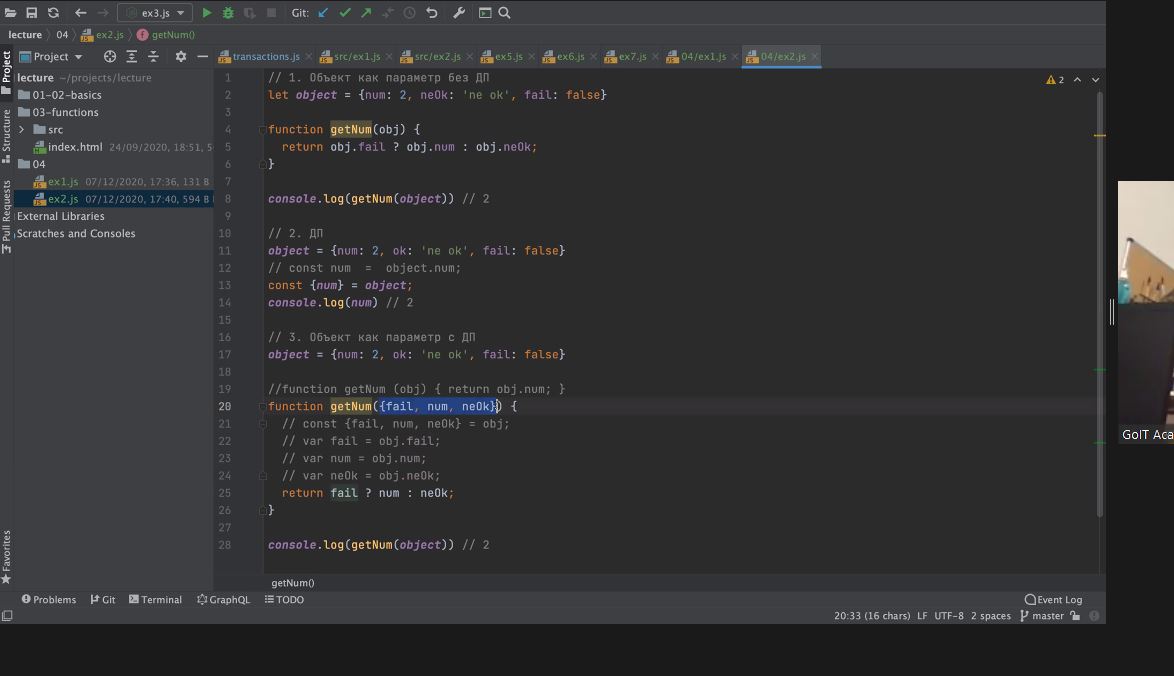 ex3.js
Git:
lecture 04 ex2.js getNum()
Project
transactions.js src/ex1.js src/ex2.js ex5.js ex6.js ex7.js 04/ex1.js 04/ex2.js
Project
Structure
Pull Requests
Favorites
lecture ~/projects/lecture
01-02-basics
03-functions
src
index.html 24/09/2020, 18:51, 5
04
ex1.js 07/12/2020, 17:36, 131 B
ex2.js 07/12/2020, 17:40, 594 B
External Libraries
Scratches and Consoles
2
1 // 1. Объект как параметр без ДП
2 let object = {num: 2, neOk: 'ne ok', fail: false}
3
4 function getNum(obj) {
5 return obj.fail ? obj.num : obj.neOk;
6 }
7
8 console.log(getNum(object)) // 2
9
10 // 2. ДП
11 object = {num: 2, ok: 'ne ok', fail: false}
12 // const num = object.num;
13 const {num} = object;
14 console.log(num) // 2
15
16 // 3. Объект как параметр с ДП
17 object = {num: 2, ok: 'ne ok', fail: false}
18
19 //function getNum (obj) { return obj.num; }
20 function getNum({fail, num, neOk}) {
21 // const {fail, num, neOk} = obj;
22 // var fail = obj.fail;
23 // var num = obj.num;
24 // var neOk = obj.neOk;
25 return fail ? num : neOk;
26 }
27
28 console.log(getNum(object)) // 2
getNum()
Problems Git Terminal GraphQL TODO Event Log
20:33 (16 chars) LF UTF-8 2 spaces master
GoIT Aca